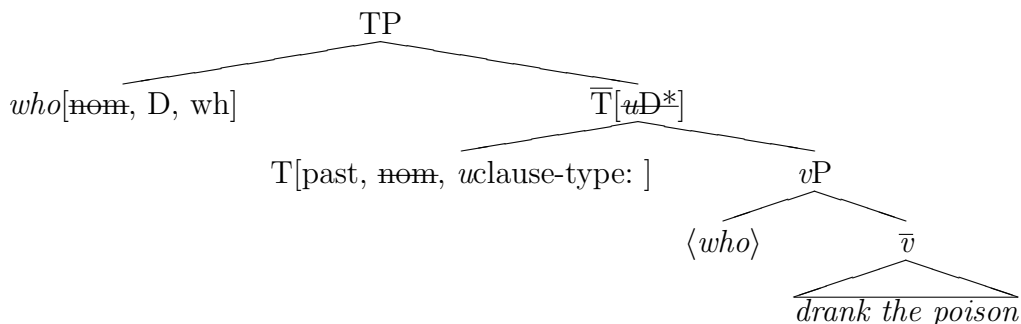 TP
who[nom, D, wh] T̅[uD*]
T[past, nom, uclause-type: ] vP
⟨who⟩ v̅
drank the poison